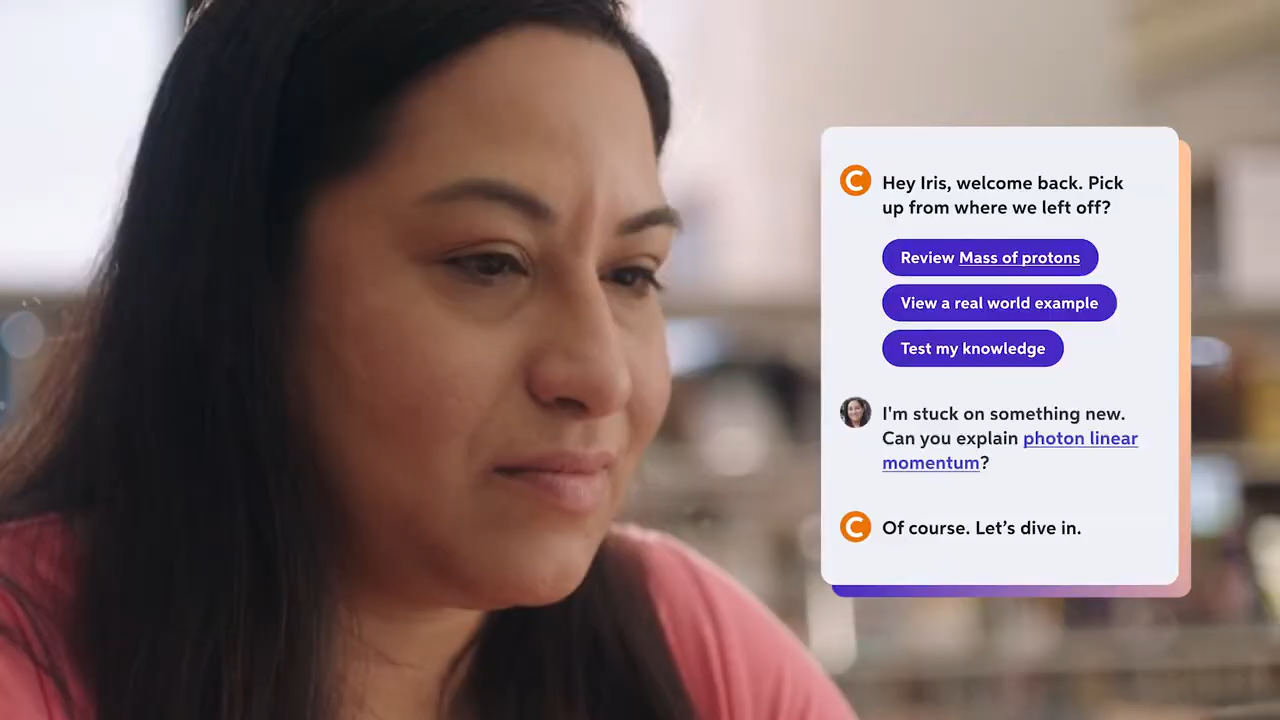 Hey Iris, welcome back. Pick
up from where we left off?
Review Mass of protons
View a real world example
Test my knowledge
I'm stuck on something new.
Can you explain photon linear
momentum?
Of course. Let’s dive in.